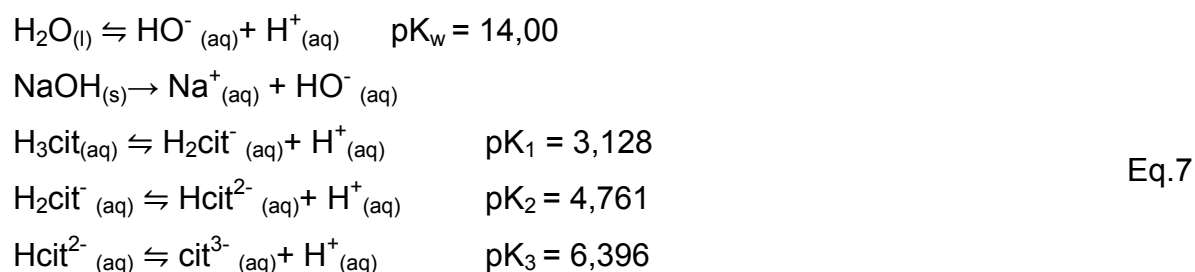 H₂O₍ₗ₎ ⇋ HO⁻ ₍aq₎+ H⁺₍aq₎ pKw = 14,00
NaOH₍s₎→ Na⁺₍aq₎ + HO⁻ ₍aq₎
H₃cit₍aq₎ ⇋ H₂cit⁻ ₍aq₎+ H⁺₍aq₎ pK₁ = 3,128
H₂cit⁻ ₍aq₎ ⇋ Hcit²⁻ ₍aq₎+ H⁺₍aq₎ pK₂ = 4,761
Hcit²⁻ ₍aq₎ ⇋ cit³⁻ ₍aq₎+ H⁺₍aq₎ pK₃ = 6,396
Eq.7